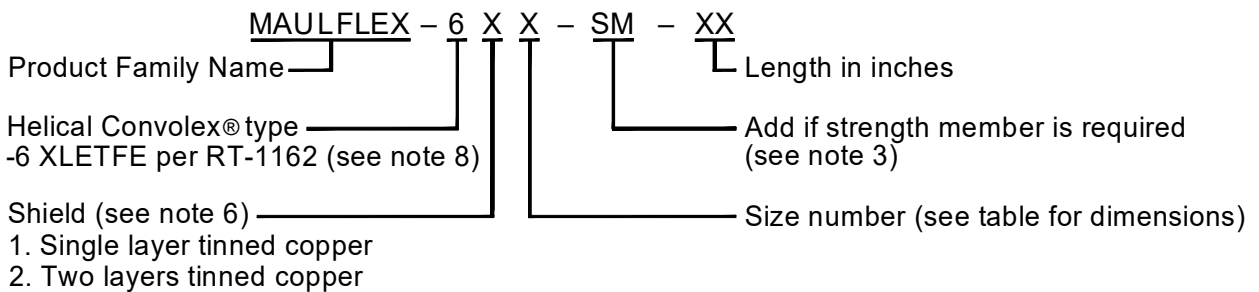 MAULFLEX – 6 X X – SM – XX
Product Family Name
Length in inches
Helical Convolex® type
-6 XLETFE per RT-1162 (see note 8)
Add if strength member is required
(see note 3)
Shield (see note 6)
1. Single layer tinned copper
2. Two layers tinned copper
Size number (see table for dimensions)